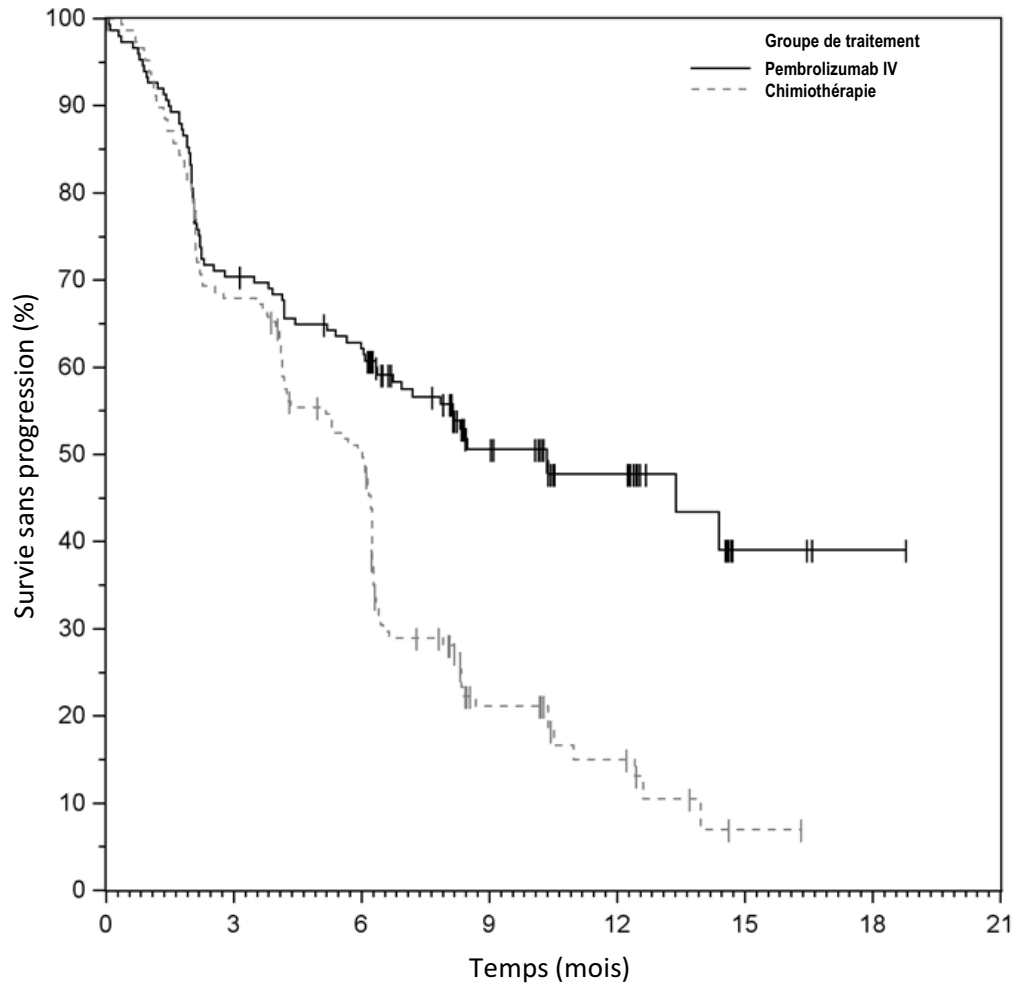 Groupe de traitement
Pembrolizumab IV
Chimiothérapie
100
90
80
70
60
50
40
30
20
10
0
Survie sans progression (%)
0 3 6 9 12 15 18 21
Temps (mois)